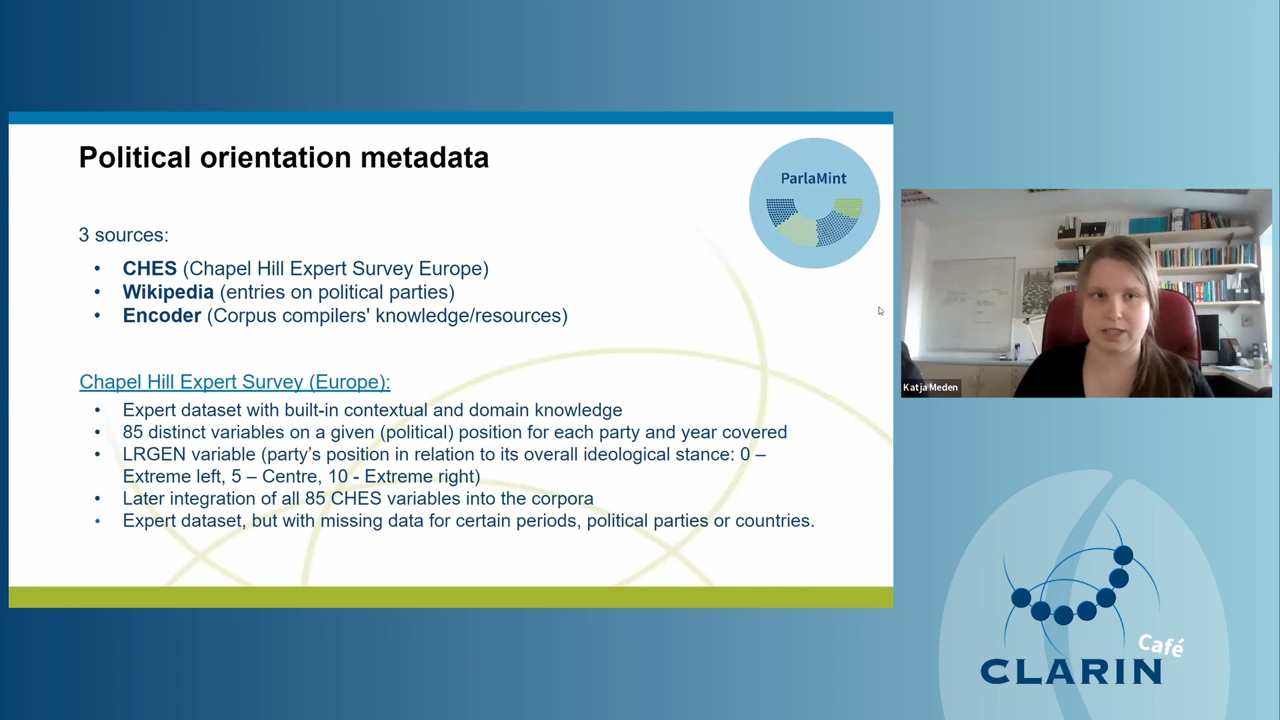 Political orientation metadata
ParlaMint
3 sources:
• CHES (Chapel Hill Expert Survey Europe)
• Wikipedia (entries on political parties)
• Encoder (Corpus compilers' knowledge/resources)
Chapel Hill Expert Survey (Europe):
• Expert dataset with built-in contextual and domain knowledge
• 85 distinct variables on a given (political) position for each party and year covered
• LRGEN variable (party’s position in relation to its overall ideological stance: 0 –
Extreme left, 5 – Centre, 10 - Extreme right)
• Later integration of all 85 CHES variables into the corpora
• Expert dataset, but with missing data for certain periods, political parties or countries.
Katja Meden
Café
CLARIN